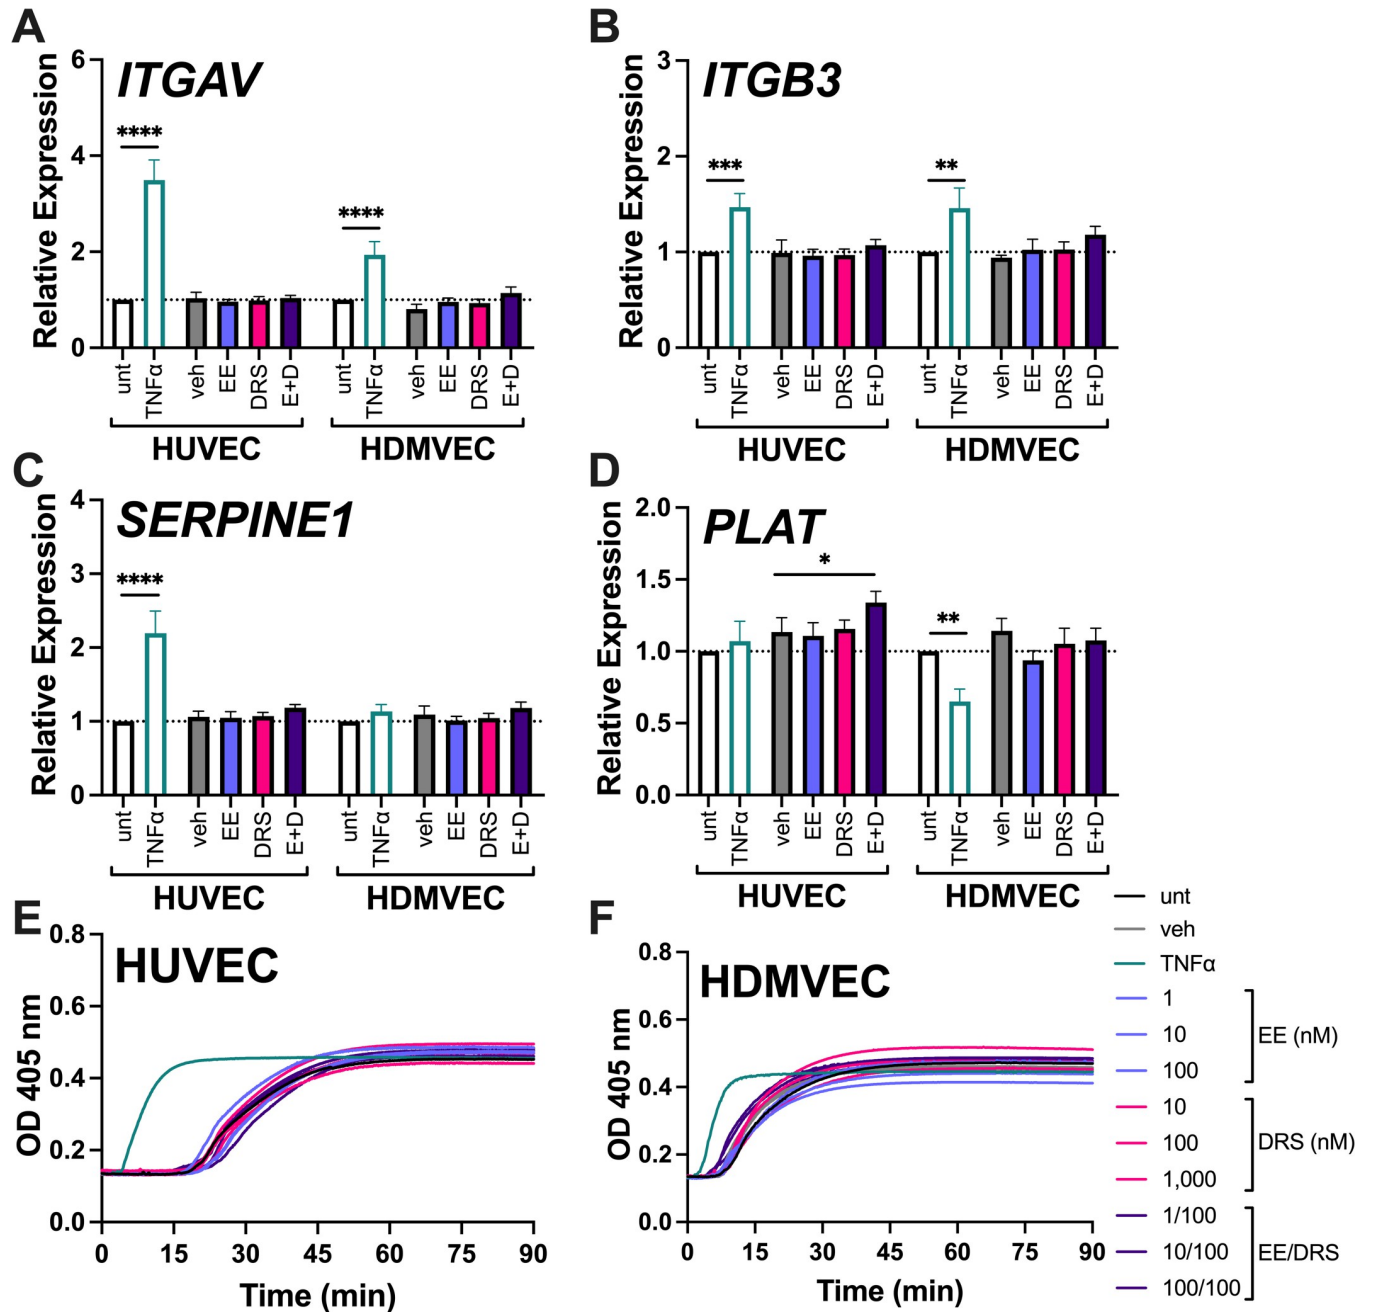 A
ITGAV
Relative Expression
6
4
2
0
****
****
unt
TNFα
veh
EE
DRS
E+D
unt
TNFα
veh
EE
DRS
E+D
HUVEC
HDMVEC
B
ITGB3
Relative Expression
3
2
1
0
***
**
unt
TNFα
veh
EE
DRS
E+D
unt
TNFα
veh
EE
DRS
E+D
HUVEC
HDMVEC
C
SERPINE1
Relative Expression
4
3
2
1
0
****
unt
TNFα
veh
EE
DRS
E+D
unt
TNFα
veh
EE
DRS
E+D
HUVEC
HDMVEC
D
PLAT
Relative Expression
2.0
1.5
1.0
0.5
0.0
*
**
unt
TNFα
veh
EE
DRS
E+D
unt
TNFα
veh
EE
DRS
E+D
HUVEC
HDMVEC
E
HUVEC
OD 405 nm
0.8
0.6
0.4
0.2
0.0
0 15 30 45 60 75 90
Time (min)
F
HDMVEC
OD 405 nm
0.8
0.6
0.4
0.2
0.0
0 15 30 45 60 75 90
Time (min)
unt
veh
TNFα
1
10
100
EE (nM)
10
100
1,000
DRS (nM)
1/100
10/100
100/100
EE/DRS